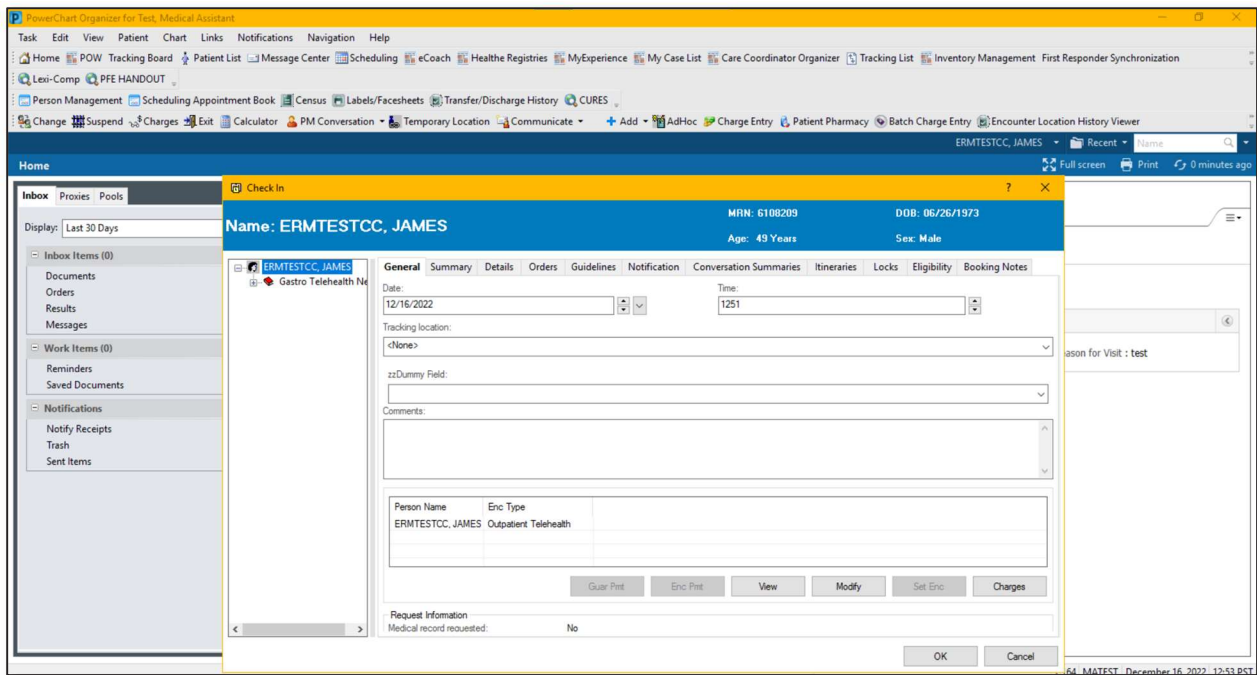 PowerChart Organizer for Test, Medical Assistant
Task Edit View Patient Chart Links Notifications Navigation Help
Home POW Tracking Board Patient List Message Center Scheduling eCoach Healthe Registries MyExperience My Case List Care Coordinator Organizer Tracking List Inventory Management First Responder Synchronization
Lexi-Comp PFE HANDOUT
Person Management Scheduling Appointment Book Census Labels/Facesheets Transfer/Discharge History CURES
Change Suspend Charges Exit Calculator PM Conversation Temporary Location Communicate Add AdHoc Charge Entry Patient Pharmacy Batch Charge Entry Encounter Location History Viewer
ERMTESTCC, JAMES Recent Name
Home Full screen Print 0 minutes ago
Inbox Proxies Pools
Display: Last 30 Days
Inbox Items (0)
Documents
Orders
Results
Messages
Work Items (0)
Reminders
Saved Documents
Notifications
Notify Receipts
Trash
Sent Items
Check In ?
Name: ERMTESTCC, JAMES
MRN: 6108209 DOB: 06/26/1973
Age: 49 Years Sex: Male
ERMTESTCC, JAMES
Gastro Telehealth Ne
General Summary Details Orders Guidelines Notification Conversation Summaries Itineraries Locks Eligibility Booking Notes
Date: Time:
12/16/2022 1251
Tracking location:
<None>
zzDummy Field:
Comments:
Person Name Enc Type
ERMTESTCC, JAMES Outpatient Telehealth
Guar Pmt Enc Pmt View Modify Set Enc Charges
Request Information
Medical record requested: No
OK Cancel
ason for Visit : test
64 MATEST December 16, 2022 12:53 PST